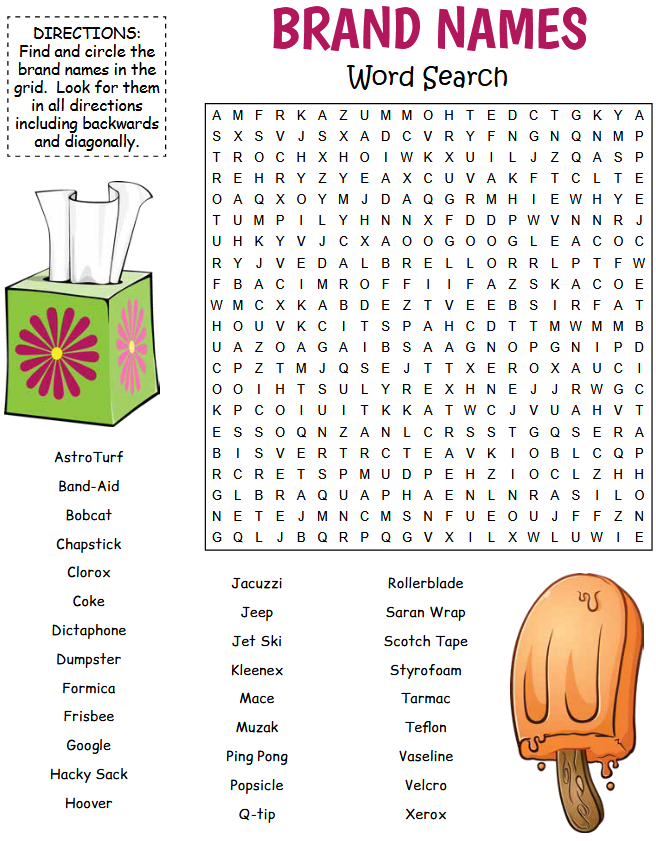 BRAND NAMES
Word Search
DIRECTIONS:
Find and circle the
brand names in the
grid. Look for them
in all directions
including backwards
and diagonally.
A M F R K A Z U M M O H T E D C T G K Y A
S X S V J S X A D C V R Y F N G N Q N M P
T R O C H X H O I W K X U I L J Z Q A S P
R E H R Y Z Y E A X C U V A K F T C L T E
O A Q X O Y M J D A Q G R M H I E W H Y E
T U M P I L Y H N N X F D D P W V N N R J
U H K Y V J C X A O O G O O G L E A C O C
R Y J V E D A L B R E L L O R R L P T F W
F B A C I M R O F F I I F A Z S K A C O E
W M C X K A B D E Z T V E E B S I R F A T
H O U V K C I T S P A H C D T T M W M M B
U A Z O A G A I B S A A G N O P G N I P D
C P Z T M J Q S E J T T X E R O X A U C I
O O I H T S U L Y R E X H N E J J R W G C
K P C O I U I T K K A T W C J V U A H V T
E S S O Q N Z A N L C R S S T G Q S E R A
B I S V E R T R C T E A V K I O B L C Q P
R C R E T S P M U D P E H Z I O C L Z H H
G L B R A Q U A P H A E N L N R A S I L O
N E T E J M N C M S N F U E O U J F F Z N
G Q L J B Q R P Q G V X I L X W L U W I E
AstroTurf
Band-Aid
Bobcat
Chapstick
Clorox
Coke
Dictaphone
Dumpster
Formica
Frisbee
Google
Hacky Sack
Hoover
Jacuzzi
Jeep
Jet Ski
Kleenex
Mace
Muzak
Ping Pong
Popsicle
Q-tip
Rollerblade
Saran Wrap
Scotch Tape
Styrofoam
Tarmac
Teflon
Vaseline
Velcro
Xerox